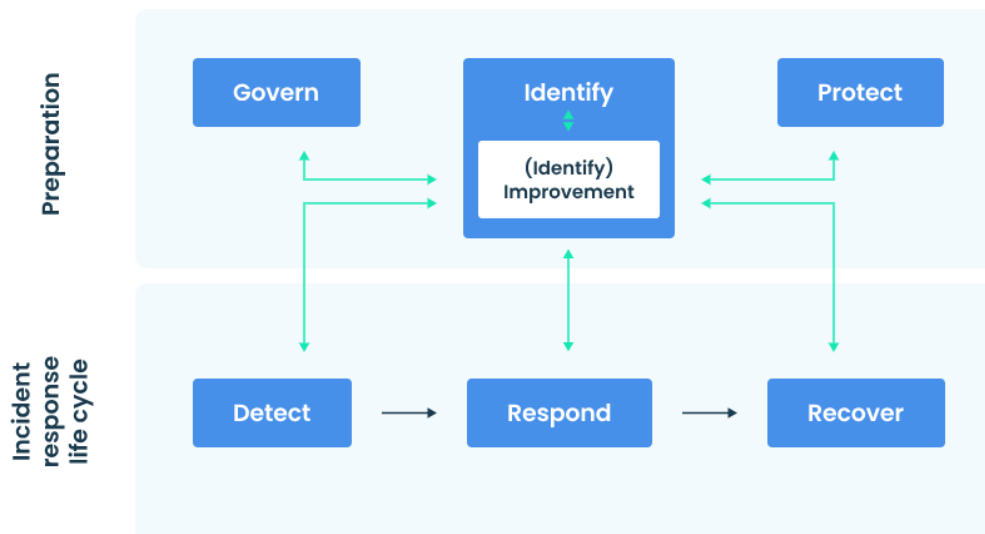 Preparation
Govern
Identify
(Identify)
Improvement
Protect
Incident
response
life cycle
Detect
Respond
Recover